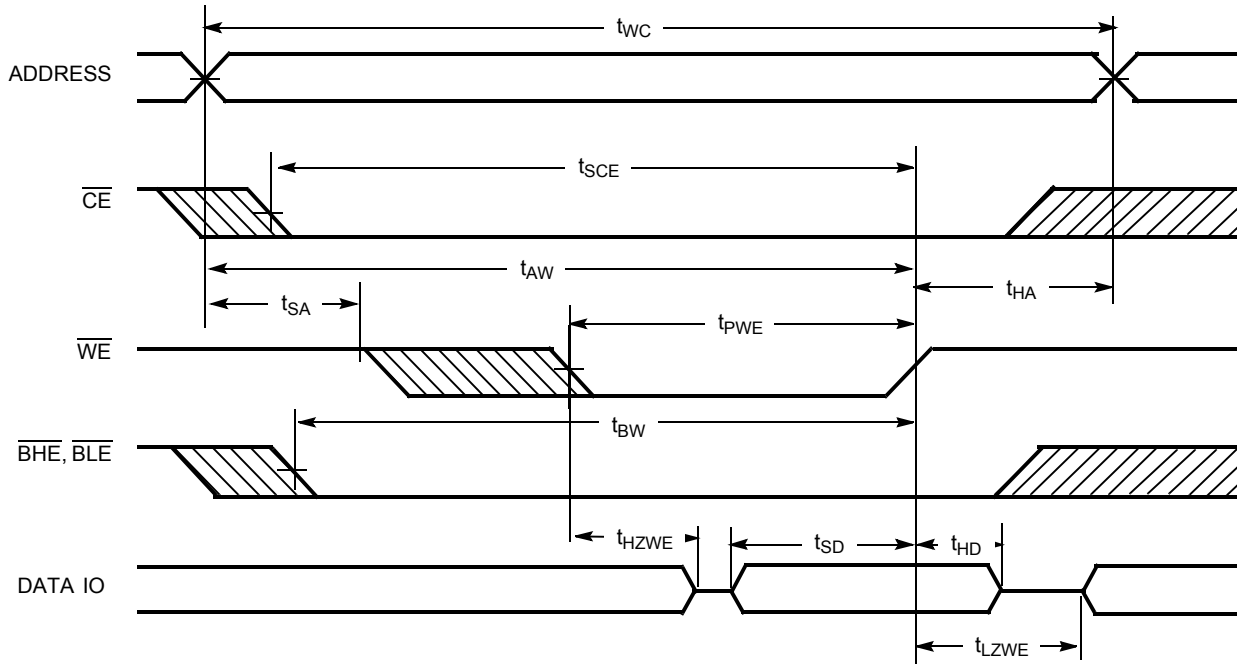 tWC
ADDRESS
tSCE
CE
tAW
tSA
tHA
tPWE
WE
tBW
BHE, BLE
tHZWE
tSD
tHD
DATA IO
tLZWE